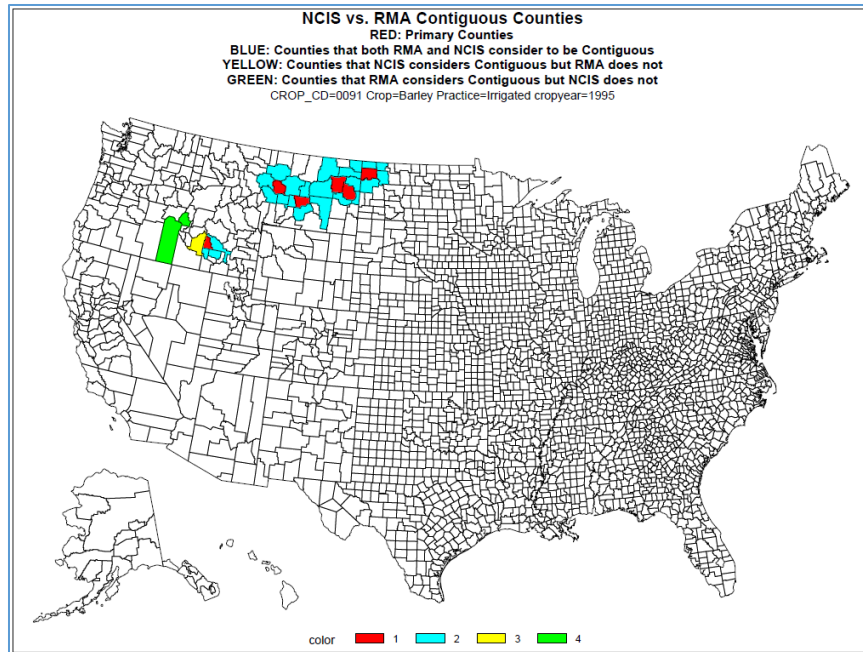 NCIS vs. RMA Contiguous Counties
RED: Primary Counties
BLUE: Counties that both RMA and NCIS consider to be Contiguous
YELLOW: Counties that NCIS considers Contiguous but RMA does not
GREEN: Counties that RMA considers Contiguous but NCIS does not
CROP_CD=0091 Crop=Barley Practice=Irrigated cropyear=1995
color 1 2 3 4